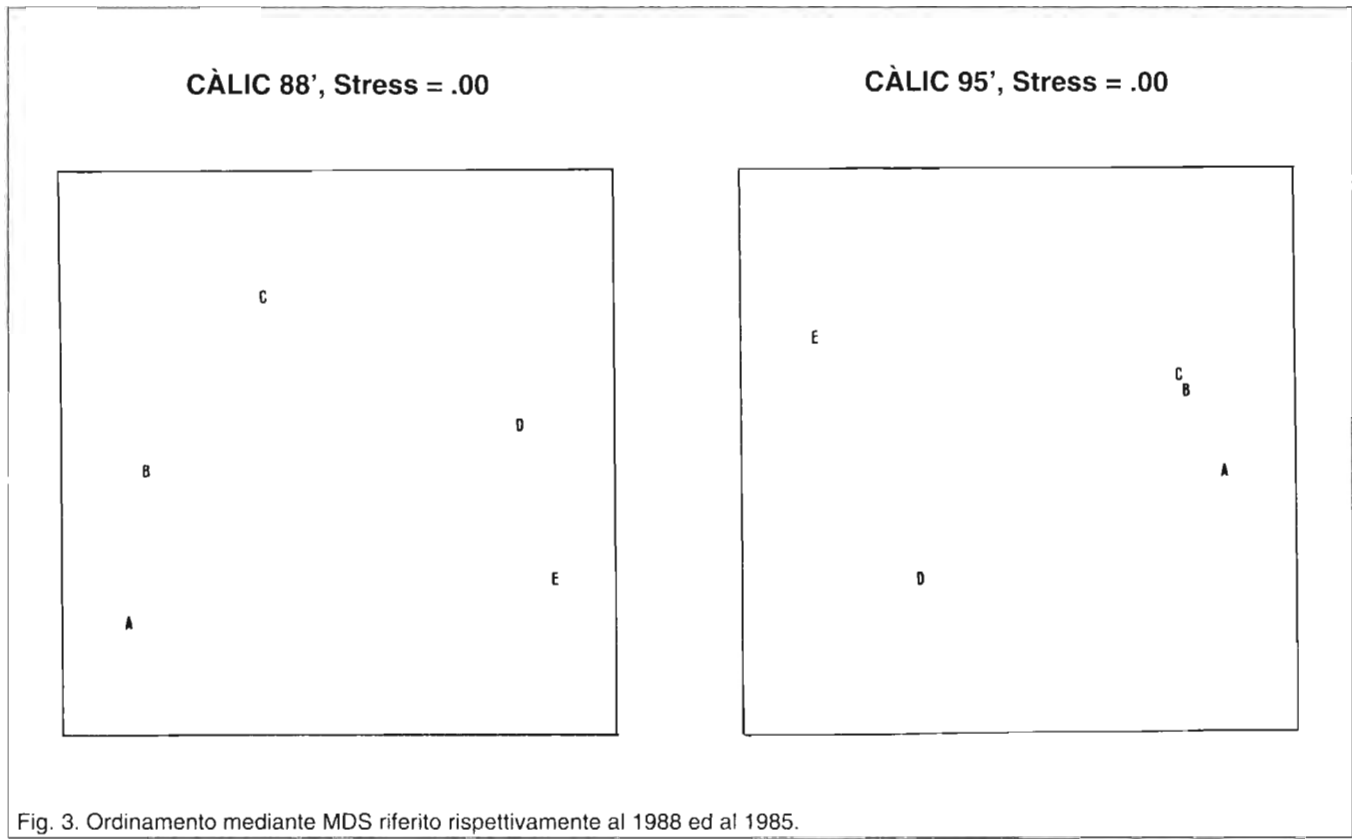 CÀLIC 88', Stress = .00
C
D
B
E
A
CÀLIC 95', Stress = .00
E
C
B
A
D
Fig. 3. Ordinamento mediante MDS riferito rispettivamente al 1988 ed al 1985.